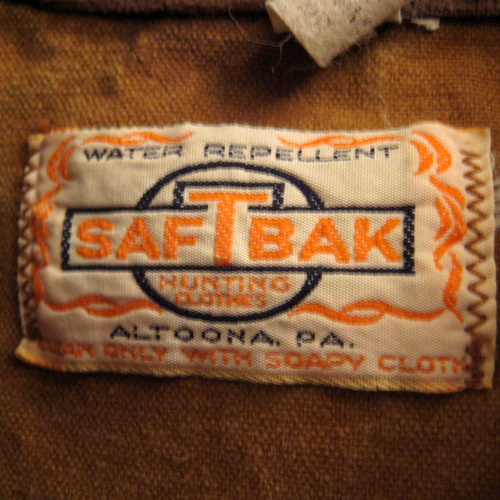 WATER REPELLENT
SAFTBAK
HUNTING
CLOTHES
ALTOONA, PA.
CLEAN ONLY WITH SOAPY CLOTH